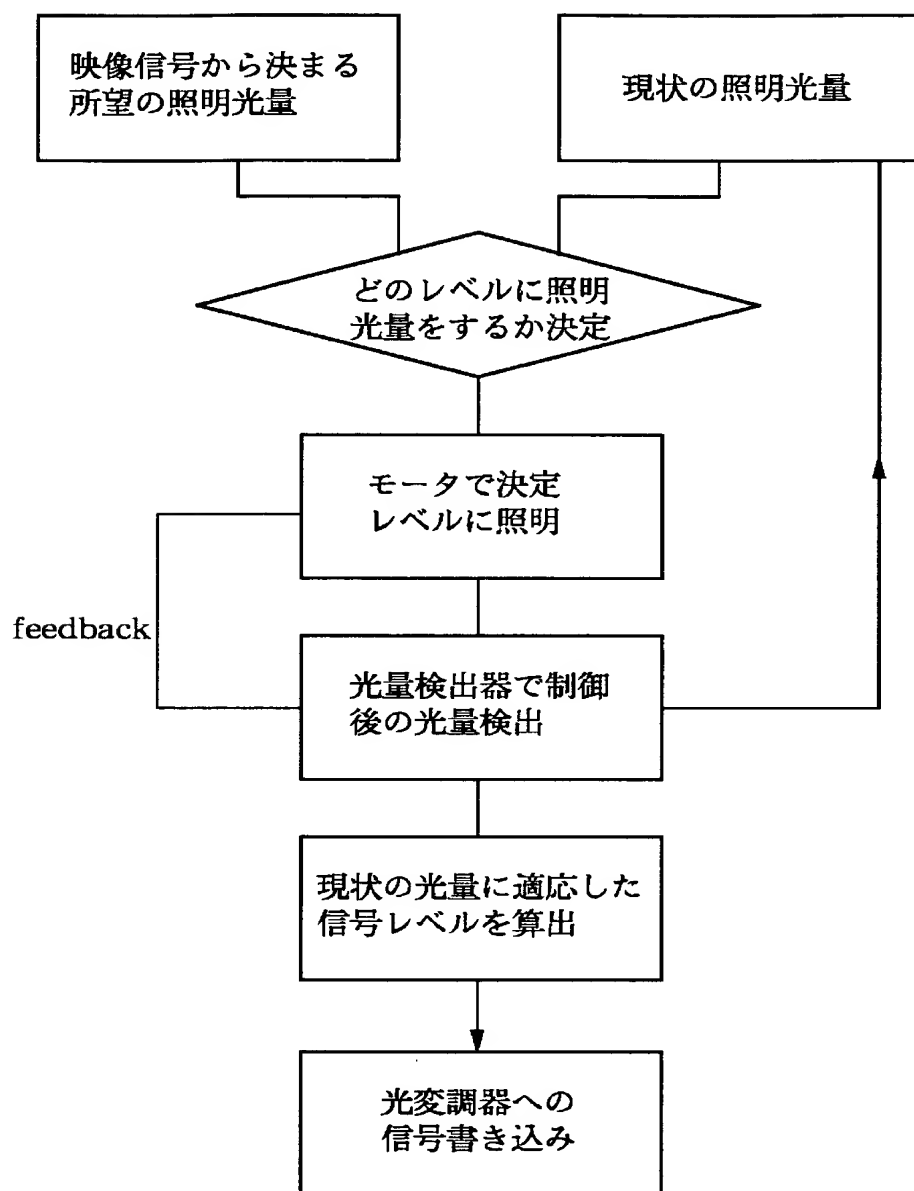 映像信号から決まる
所望の照明光量
現状の照明光量
どのレベルに照明
光量をするか決定
モータで決定
レベルに照明
feedback
光量検出器で制御
後の光量検出
現状の光量に適応した
信号レベルを算出
光変調器への
信号書き込み